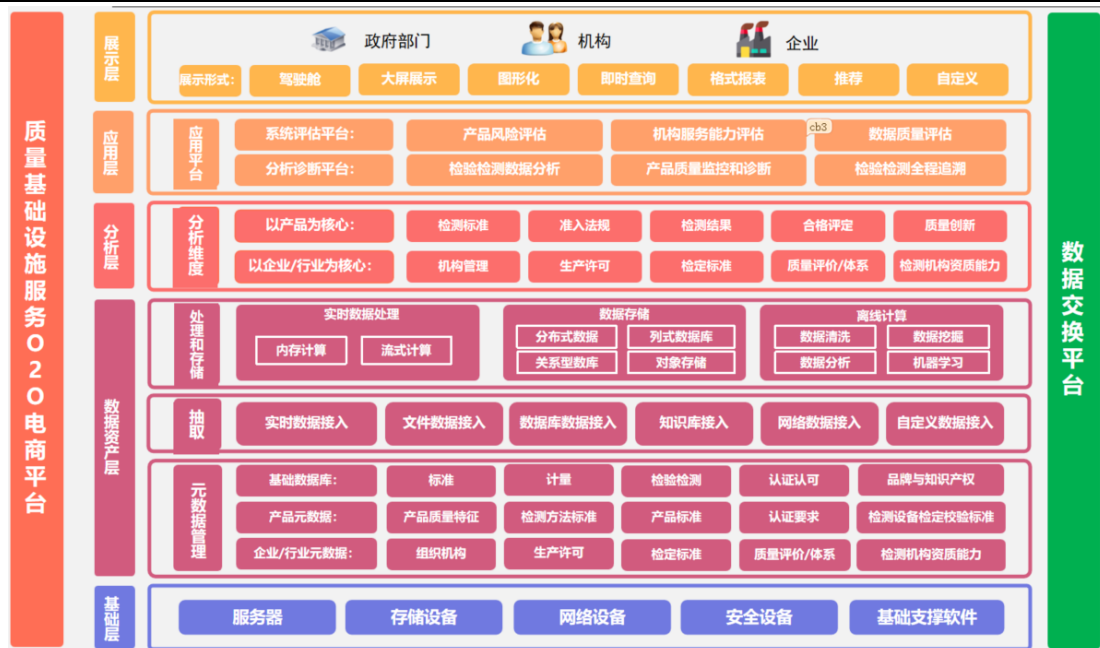 质量基础设施服务O2O电商平台
展示层
政府部门 机构 企业
展示形式： 驾驶舱 大屏展示 图形化 即时查询 格式报表 推荐 自定义
应用层
应用平台
系统评估平台： 产品风险评估 机构服务能力评估 cb3 数据质量评估
分析诊断平台： 检验检测数据分析 产品质量监控和诊断 检验检测全程追溯
分析层
分析维度
以产品为核心： 检测标准 准入法规 检测结果 合格评定 质量创新
以企业/行业为核心： 机构管理 生产许可 检定标准 质量评价/体系 检测机构资质能力
数据资产层
处理和存储
实时数据处理 数据存储 离线计算
内存计算 流式计算
分布式数据 列式数据库 数据清洗 数据挖掘
关系型数库 对象存储 数据分析 机器学习
抽取
实时数据接入 文件数据接入 数据库数据接入 知识库接入 网络数据接入 自定义数据接入
元数据管理
基础数据库： 标准 计量 检验检测 认证认可 品牌与知识产权
产品元数据： 产品质量特征 检测方法标准 产品标准 认证要求 检测设备检定校验标准
企业/行业元数据： 组织机构 生产许可 检定标准 质量评价/体系 检测机构资质能力
基础层
服务器 存储设备 网络设备 安全设备 基础支撑软件
数据交换平台